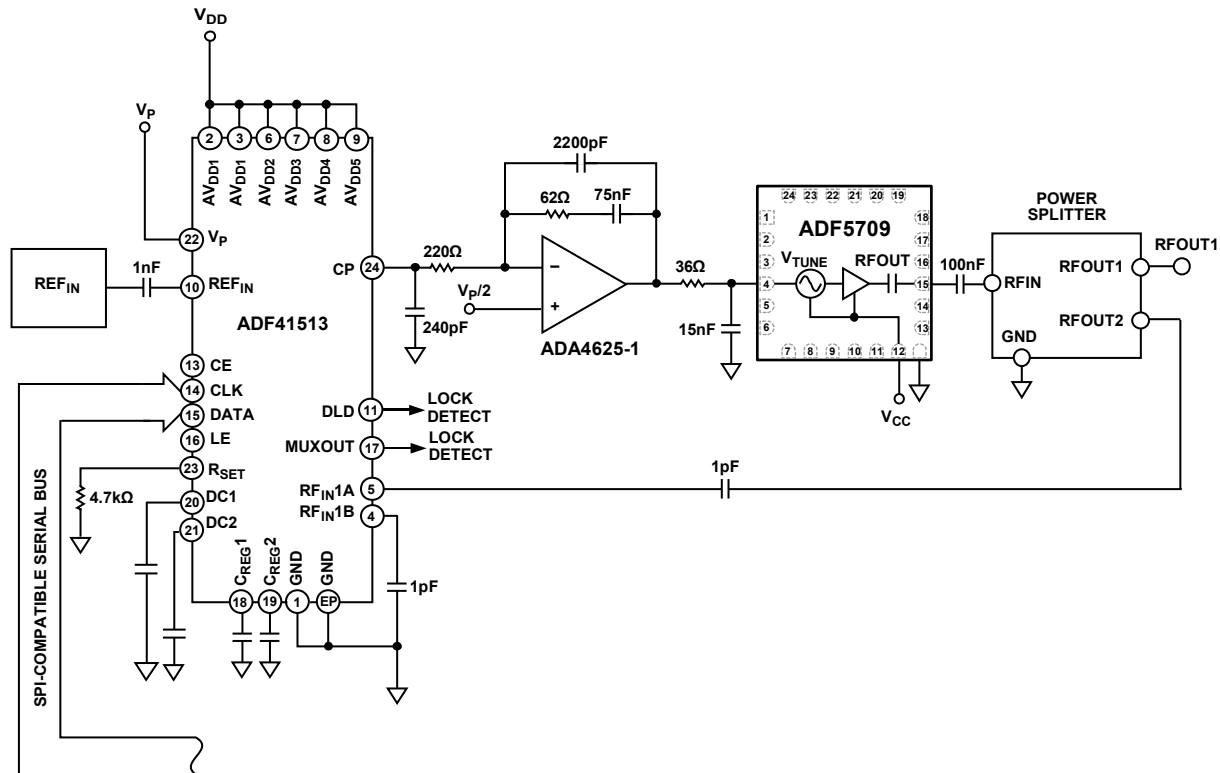 VDD
VP
2 3 6 7 8 9
AVDD1 AVDD1 AVDD2 AVDD3 AVDD4 AVDD5
22 VP
REFIN
1nF
10 REFIN
ADF41513
CP 24
220Ω
240pF
2200pF
62Ω
75nF
−
+
VP/2
ADA4625-1
36Ω
15nF
24 23 22 21 20 19
1 2 3 4 5 6
ADF5709
VTUNE
RFOUT
18 17 16 15 14 13
7 8 9 10 11 12
VCC
100nF
POWER
SPLITTER
RFIN
RFOUT1
RFOUT1
RFOUT2
GND
13 CE
14 CLK
15 DATA
16 LE
23 RSET
4.7kΩ
20 DC1
21 DC2
DLD 11
LOCK
DETECT
MUXOUT 17
LOCK
DETECT
RFIN1A 5
RFIN1B 4
1pF
1pF
CREG1 CREG2 GND GND
18 19 1 EP
SPI-COMPATIBLE SERIAL BUS